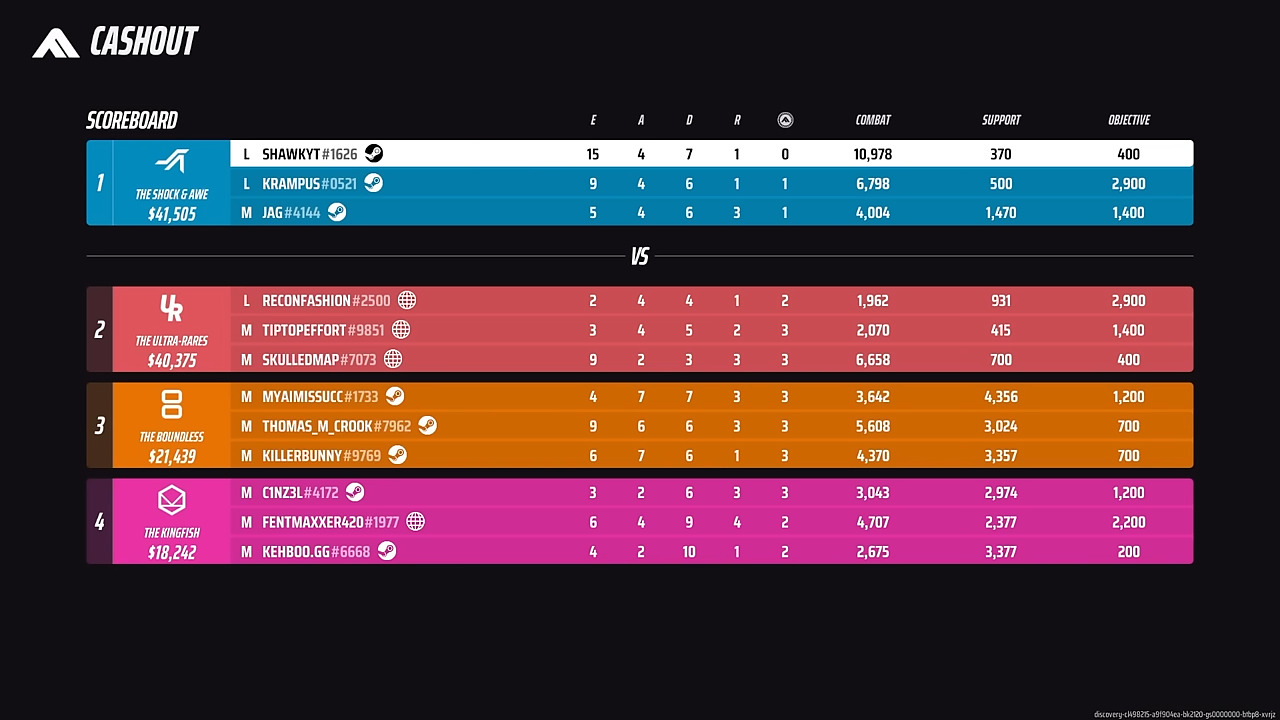 CASHOUT
SCOREBOARD E A D R COMBAT SUPPORT OBJECTIVE
1 THE SHOCK & AWE $41,505
L SHAWKYT#1626 15 4 7 1 0 10,978 370 400
L KRAMPUS#0521 9 4 6 1 1 6,798 500 2,900
M JAG#4144 5 4 6 3 1 4,004 1,470 1,400
VS
2 UR THE ULTRA-RARES $40,375
L RECONFASHION#2500 2 4 4 1 2 1,962 931 2,900
M TIPTOPEFFORT#9851 3 4 5 2 3 2,070 415 1,400
M SKULLEDMAP#7073 9 2 3 3 3 6,658 700 400
3 THE BOUNDLESS $21,439
M MYAIMISSUCC#1733 4 7 7 3 3 3,642 4,356 1,200
M THOMAS_M_CROOK#7962 9 6 6 3 3 5,608 3,024 700
M KILLERBUNNY#9769 6 7 6 1 3 4,370 3,357 700
4 THE KINGFISH $18,242
M C1NZ3L#4172 3 2 6 3 3 3,043 2,974 1,200
M FENTMAXXER420#1977 6 4 9 4 2 4,707 2,377 2,200
M KEHBOO.GG#6668 4 2 10 1 2 2,675 3,377 200